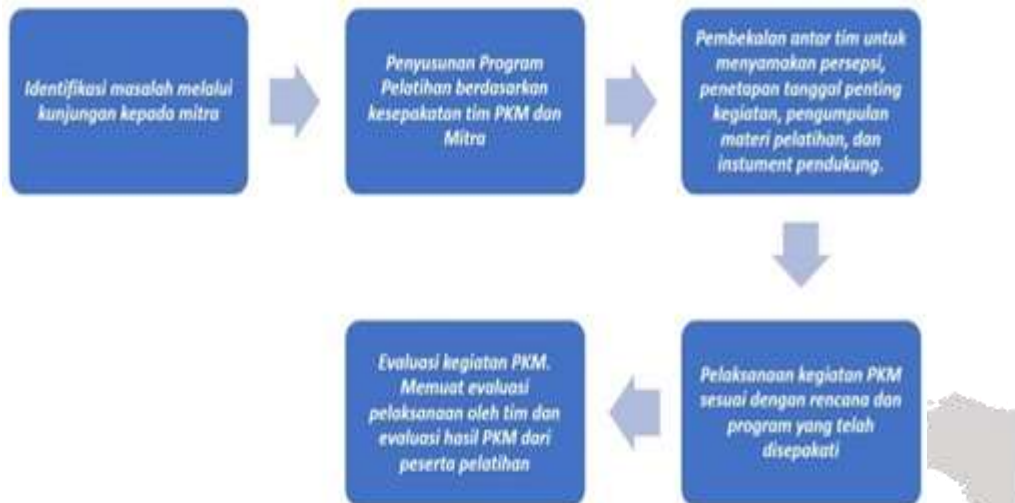 Identifikasi masalah melalui
kunjungan kepada mitra
Penyusunan Program
Pelatihan berdasarkan
kesepakatan tim PKM dan
Mitra
Pembekalan antar tim untuk
menyamakan persepsi,
penetapan tanggal penting
kegiatan, pengumpulan
materi pelatihan, dan
instument pendukung.
Pelaksanaan kegiatan PKM
sesuai dengan rencana dan
program yang telah
disepakati
Evaluasi kegiatan PKM.
Memuat evaluasi
pelaksanaan oleh tim dan
evaluasi hasil PKM dari
peserta pelatihan